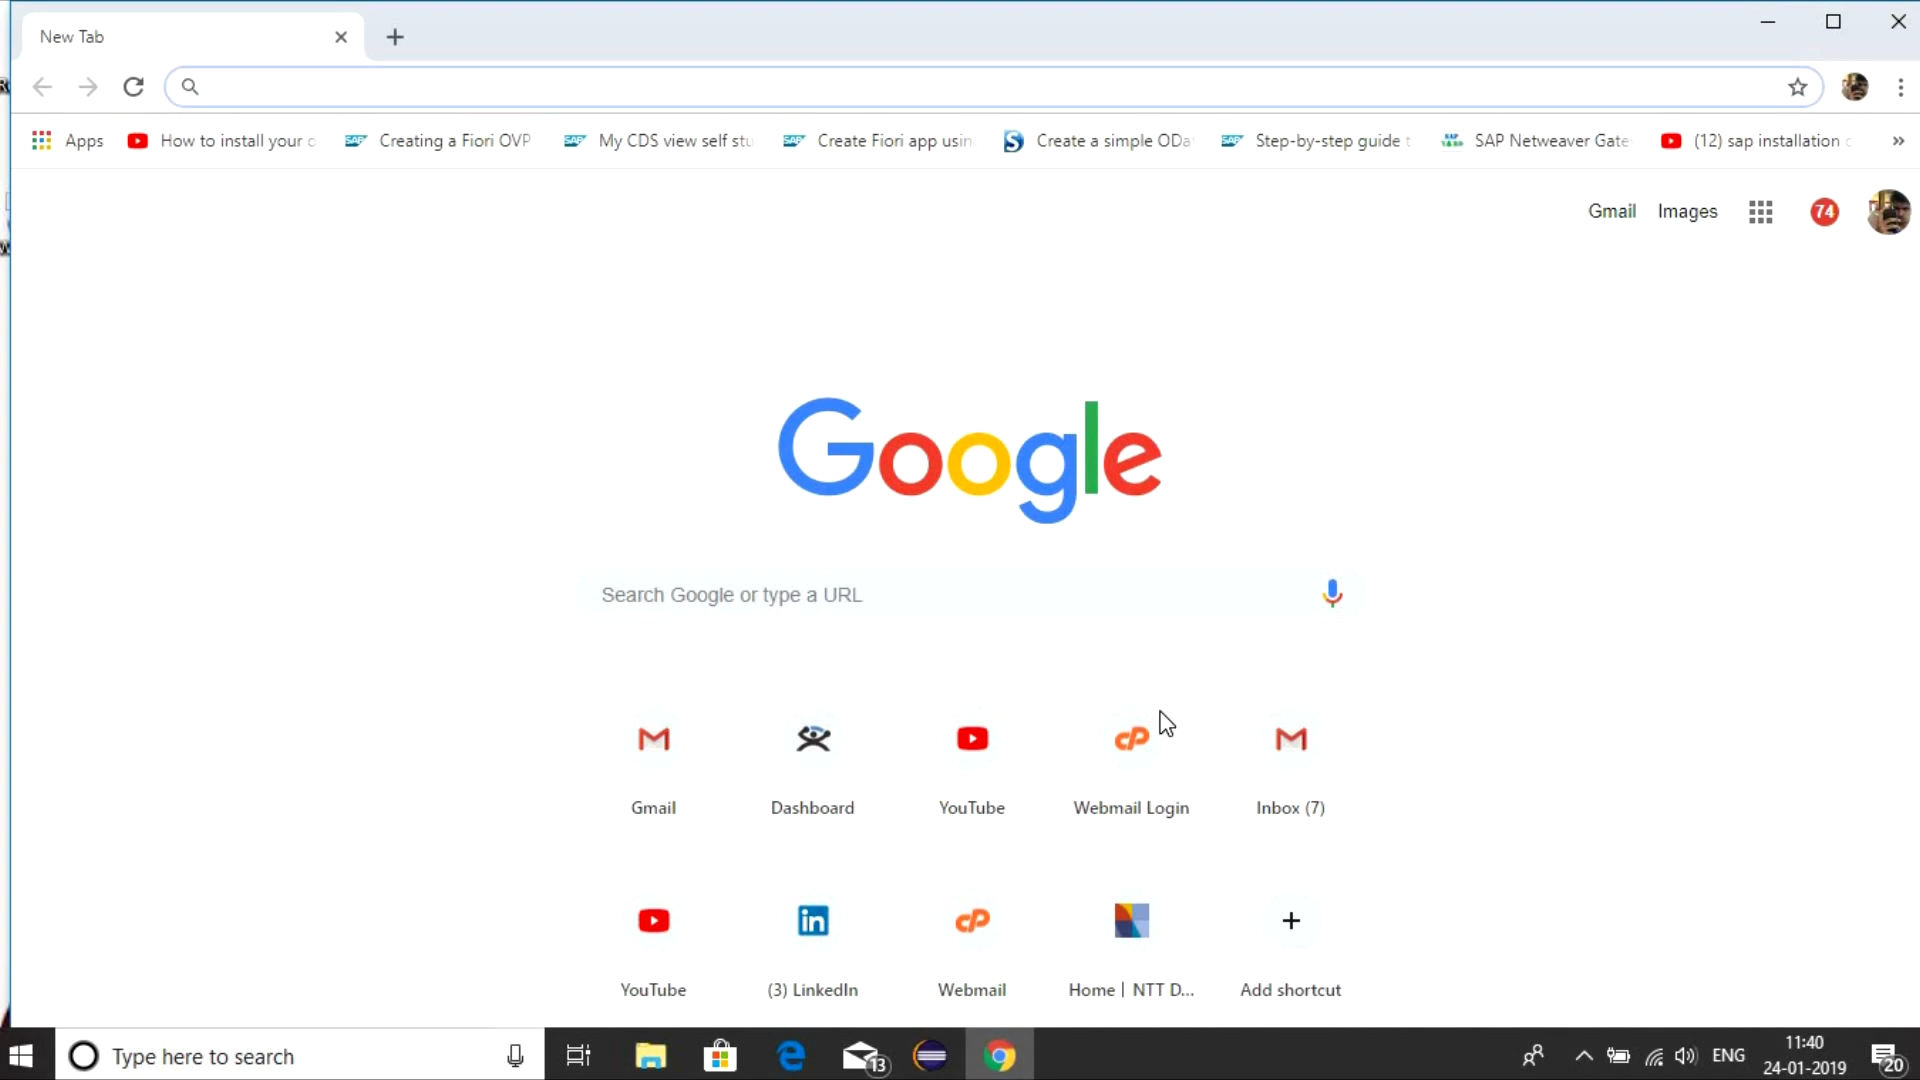 New Tab
Apps
How to install your
Creating a Fiori OVP
My CDS view self stu
Create Fiori app usin
Create a simple ODa
Step-by-step guide
SAP Netweaver Gate
(12) sap installation
Gmail
Images
74
Google
Search Google or type a URL
Gmail
Dashboard
YouTube
Webmail Login
Inbox (7)
YouTube
(3) LinkedIn
Webmail
Home | NTT D...
Add shortcut
Type here to search
13
ENG
11:40
24-01-2019
20